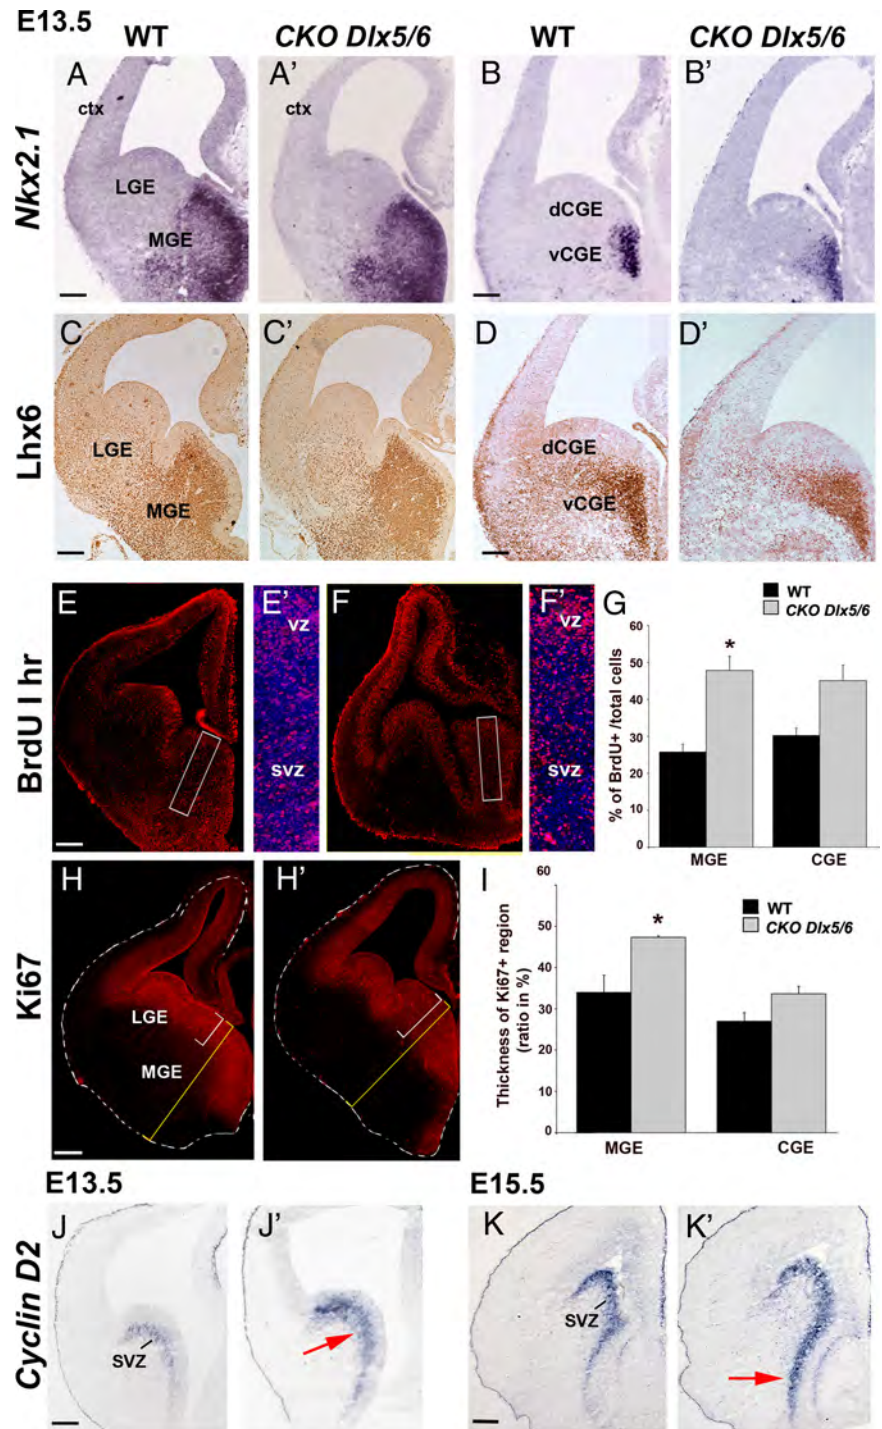 E13.5
WT CKO Dlx5/6 WT CKO Dlx5/6
Nkx2.1
A A' B B'
ctx ctx
LGE dCGE
MGE vCGE
Lhx6
C C' D D'
LGE dCGE
MGE vCGE
BrdU I hr
E E' F F' G
VZ VZ
SVZ SVZ
WT
CKO Dlx5/6
% of BrdU+ /total cells
60
50
40
30
20
10
0
*
MGE CGE
Ki67
H H' I
LGE
MGE
WT
CKO Dlx5/6
Thickness of Ki67+ region
(ratio in %)
60
50
40
30
20
10
0
*
MGE CGE
E13.5 E15.5
Cyclin D2
J J' K K'
SVZ SVZ